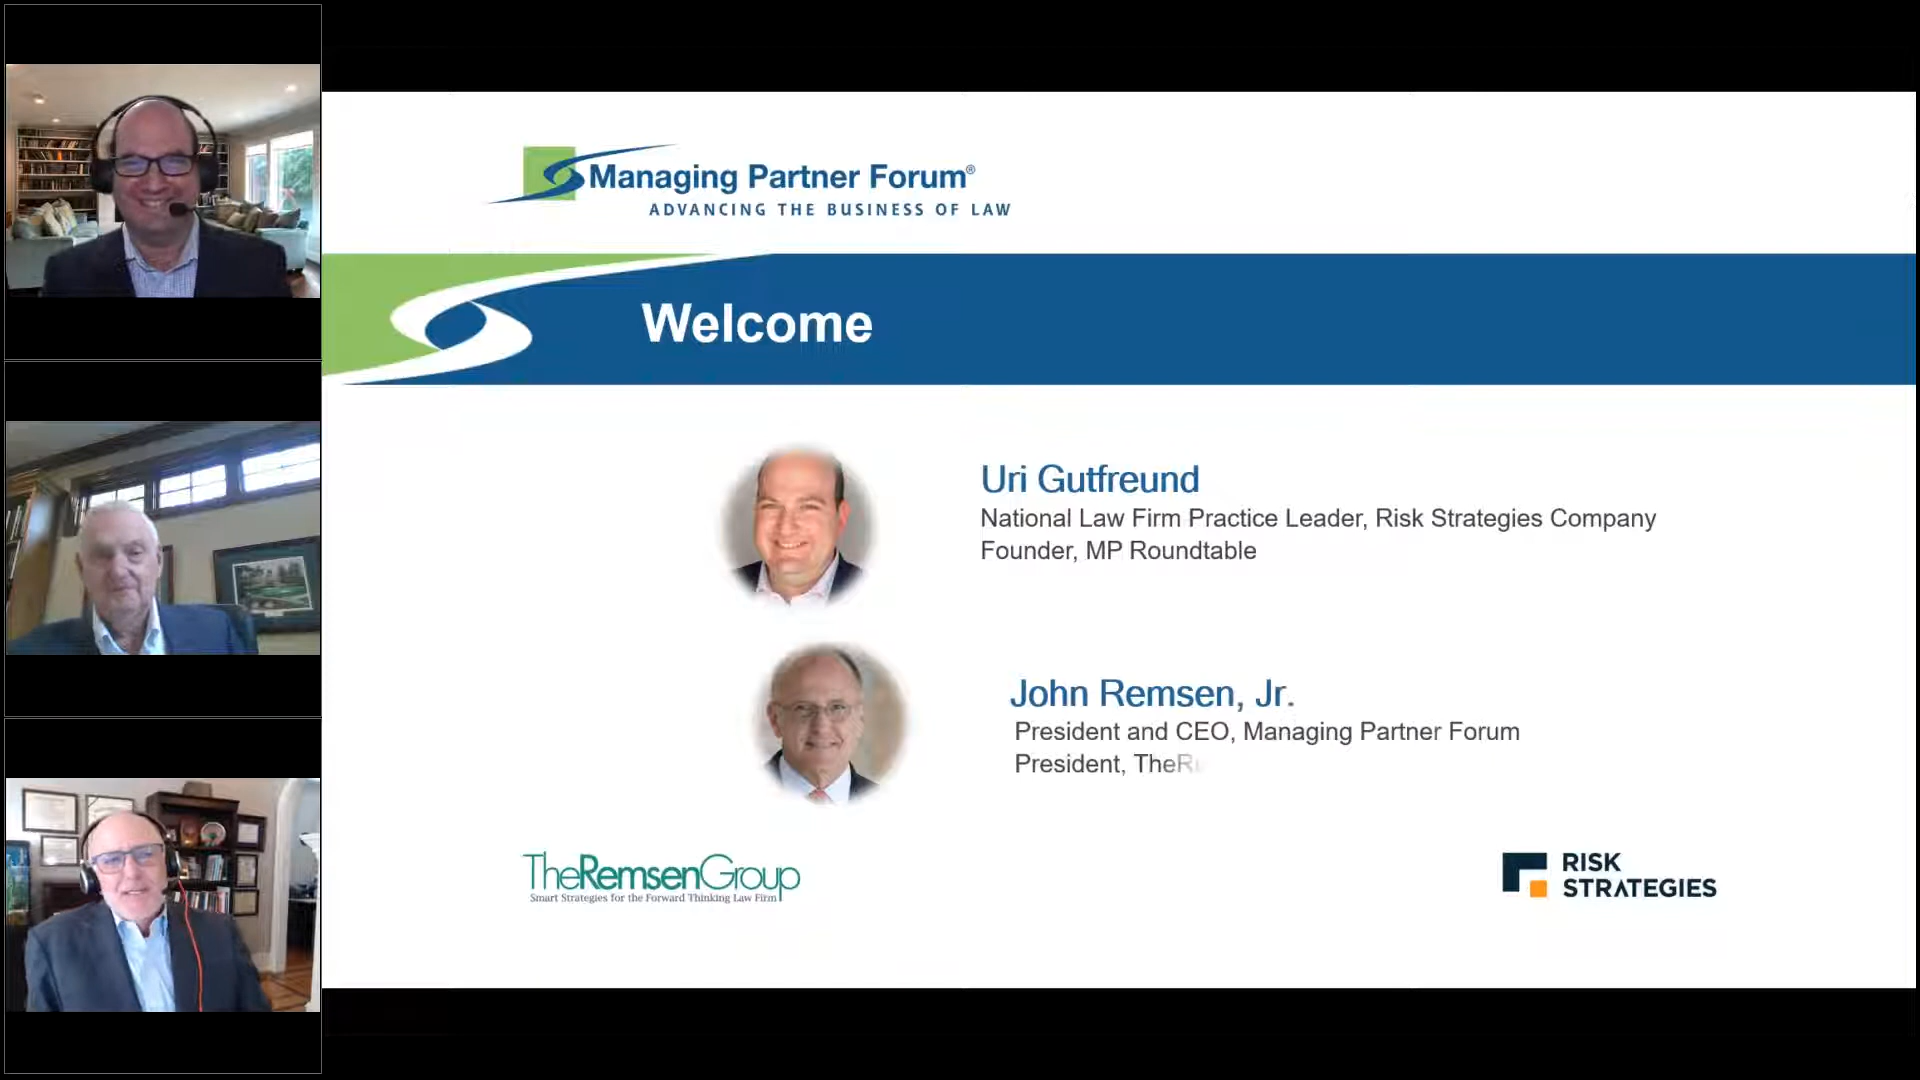 Managing Partner Forum®
ADVANCING THE BUSINESS OF LAW
Welcome
Uri Gutfreund
National Law Firm Practice Leader, Risk Strategies Company
Founder, MP Roundtable
John Remsen, Jr.
President and CEO, Managing Partner Forum
President, TheR
TheRemsenGroup
Smart Strategies for the Forward Thinking Law Firm
RISK
STRATEGIES